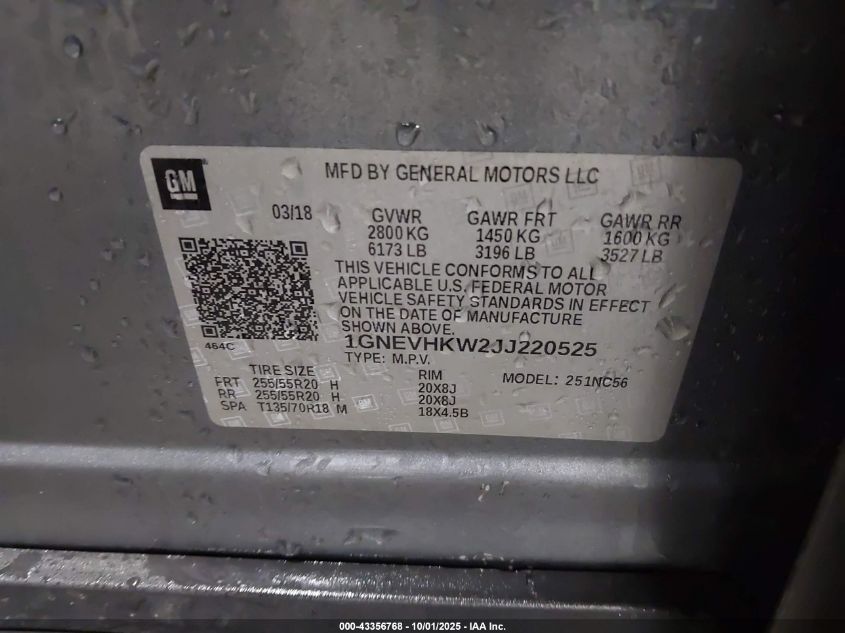 GM
MFD BY GENERAL MOTORS LLC
03/18
GVWR
2800 KG
6173 LB
GAWR FRT
1450 KG
3196 LB
GAWR RR
1600 KG
3527 LB
THIS VEHICLE CONFORMS TO ALL
APPLICABLE U.S. FEDERAL MOTOR
VEHICLE SAFETY STANDARDS IN EFFECT
ON THE DATE OF MANUFACTURE
SHOWN ABOVE.
464C
1GNEVHKW2JJ220525
TYPE: M.P.V.
MODEL: 251NC56
TIRE SIZE RIM
FRT 255/55R20 H 20X8J
RR 255/55R20 H 20X8J
SPA T135/70R18 M 18X4.5B
000-43356768 - 10/01/2025 - IAA Inc.